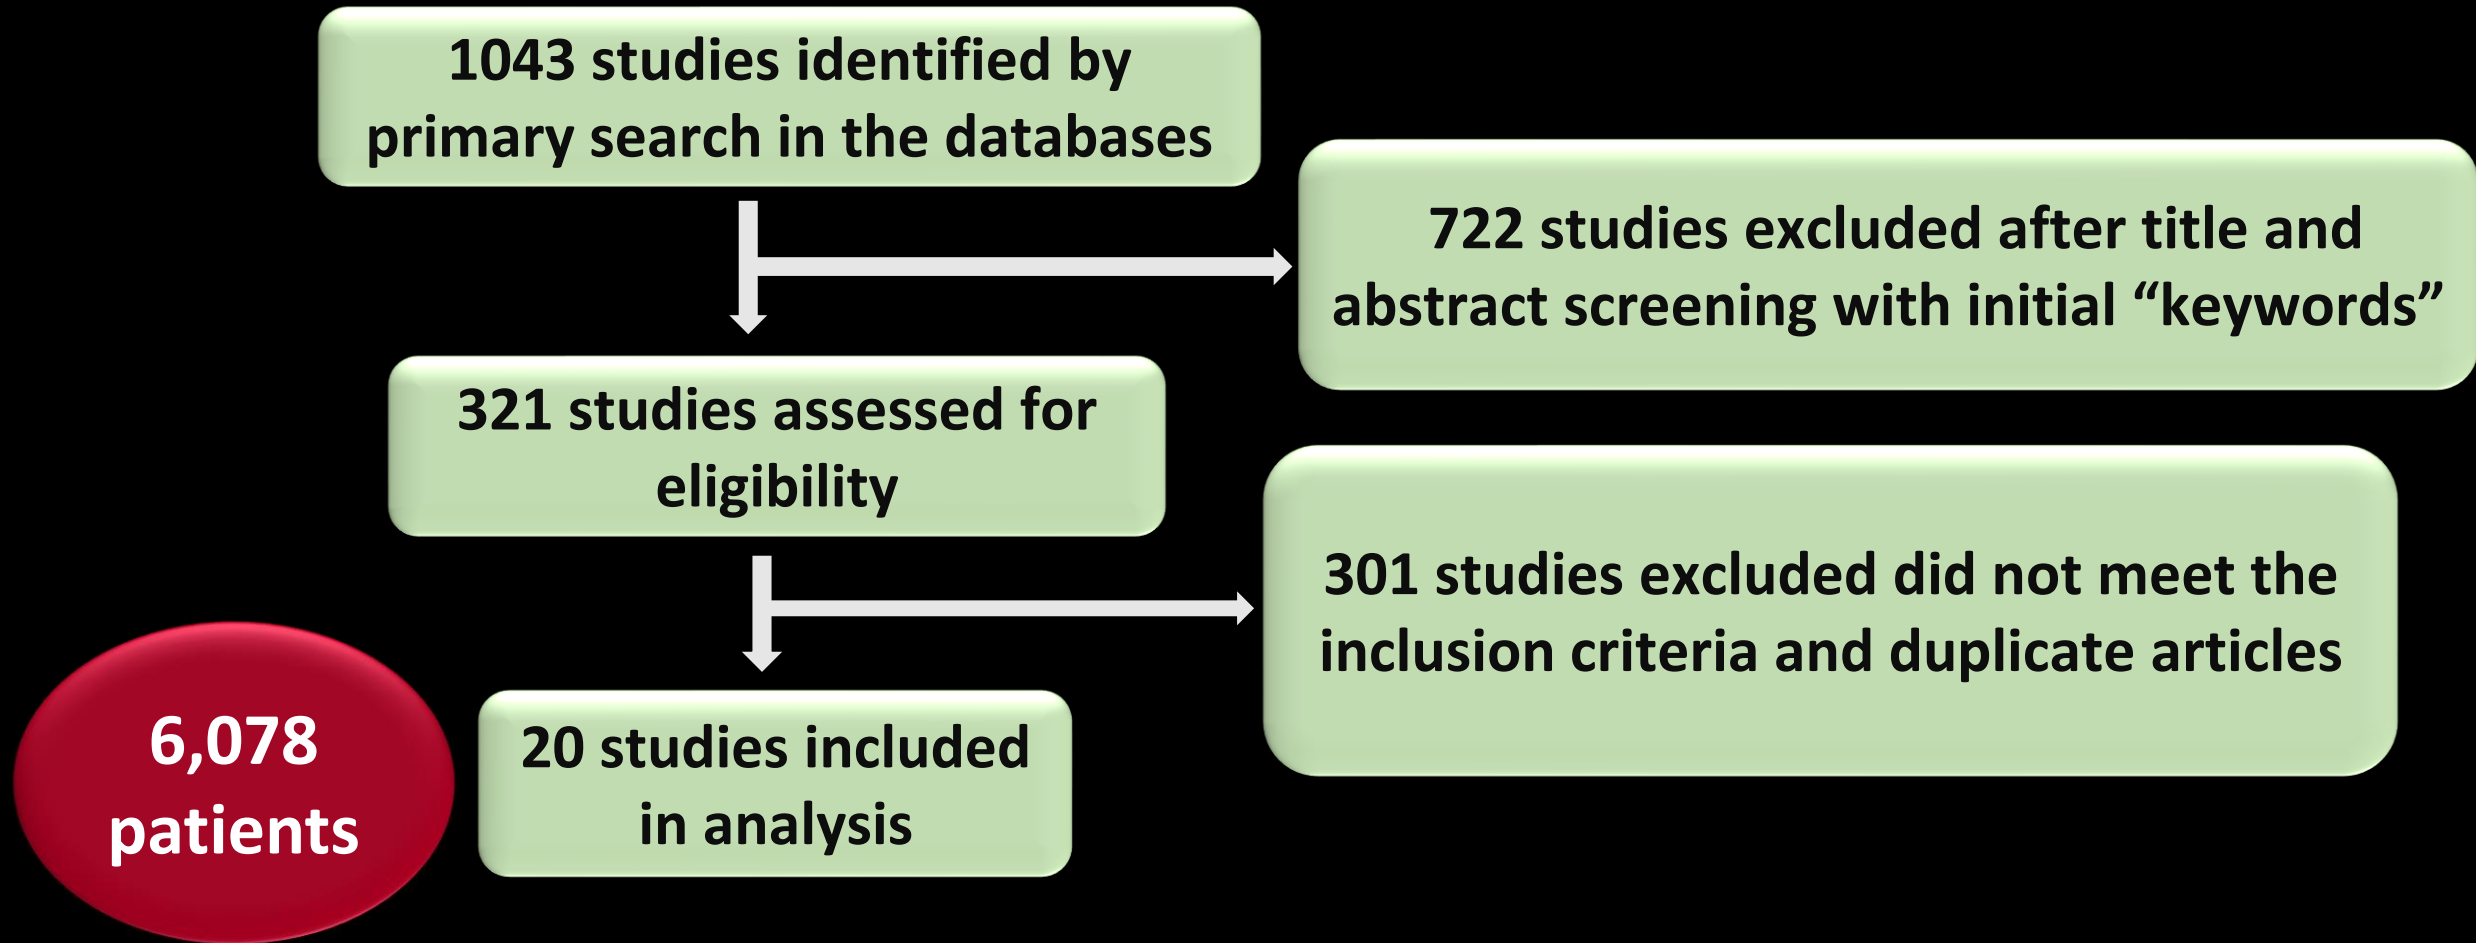 1043 studies identified by
primary search in the databases
722 studies excluded after title and
abstract screening with initial “keywords”
321 studies assessed for
eligibility
301 studies excluded did not meet the
inclusion criteria and duplicate articles
20 studies included
in analysis
6,078
patients